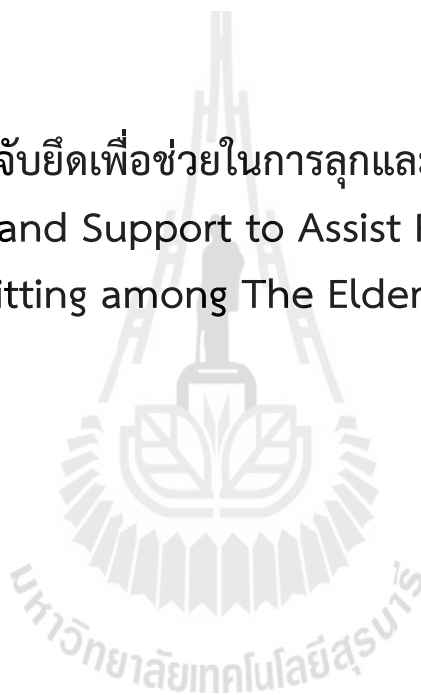 จับยึดเพื่อช่วยในการลุกและ
and Support to Assist
itting among The Elder
มหาวิทยาลัยเทคโนโลยีสุรนารี